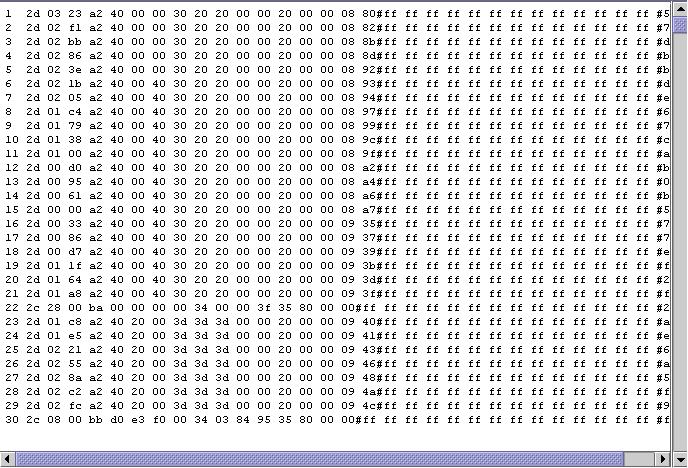 1 2d 03 23 a2 40 00 00 30 20 20 00 00 20 00 00 08 80#ff ff ff ff ff ff ff ff ff ff ff ff ff #5
2 2d 02 f1 a2 40 00 00 30 20 20 00 00 20 00 00 08 82#ff ff ff ff ff ff ff ff ff ff ff ff ff #7
3 2d 02 bb a2 40 00 00 30 20 20 00 00 20 00 00 08 8b#ff ff ff ff ff ff ff ff ff ff ff ff ff #d
4 2d 02 86 a2 40 00 00 30 20 20 00 00 20 00 00 08 8d#ff ff ff ff ff ff ff ff ff ff ff ff ff #b
5 2d 02 3e a2 40 00 00 30 20 20 00 00 20 00 00 08 92#ff ff ff ff ff ff ff ff ff ff ff ff ff #b
6 2d 02 1b a2 40 00 40 30 20 20 00 00 20 00 00 08 93#ff ff ff ff ff ff ff ff ff ff ff ff ff #d
7 2d 02 05 a2 40 00 40 30 20 20 00 00 20 00 00 08 94#ff ff ff ff ff ff ff ff ff ff ff ff ff #e
8 2d 01 c4 a2 40 00 40 30 20 20 00 00 20 00 00 08 97#ff ff ff ff ff ff ff ff ff ff ff ff ff #6
9 2d 01 79 a2 40 00 40 30 20 20 00 00 20 00 00 08 99#ff ff ff ff ff ff ff ff ff ff ff ff ff #7
10 2d 01 38 a2 40 00 40 30 20 20 00 00 20 00 00 08 9c#ff ff ff ff ff ff ff ff ff ff ff ff ff #c
11 2d 01 00 a2 40 00 40 30 20 20 00 00 20 00 00 08 9f#ff ff ff ff ff ff ff ff ff ff ff ff ff #a
12 2d 00 d0 a2 40 00 40 30 20 20 00 00 20 00 00 08 a2#ff ff ff ff ff ff ff ff ff ff ff ff ff #b
13 2d 00 95 a2 40 00 40 30 20 20 00 00 20 00 00 08 a4#ff ff ff ff ff ff ff ff ff ff ff ff ff #0
14 2d 00 61 a2 40 00 40 30 20 20 00 00 20 00 00 08 a6#ff ff ff ff ff ff ff ff ff ff ff ff ff #b
15 2d 00 00 a2 40 00 40 30 20 20 00 00 20 00 00 08 a7#ff ff ff ff ff ff ff ff ff ff ff ff ff #5
16 2d 00 33 a2 40 00 40 30 20 20 00 00 20 00 00 09 35#ff ff ff ff ff ff ff ff ff ff ff ff ff #7
17 2d 00 86 a2 40 00 40 30 20 20 00 00 20 00 00 09 37#ff ff ff ff ff ff ff ff ff ff ff ff ff #7
18 2d 00 d7 a2 40 00 40 30 20 20 00 00 20 00 00 09 39#ff ff ff ff ff ff ff ff ff ff ff ff ff #e
19 2d 01 1f a2 40 00 40 30 20 20 00 00 20 00 00 09 3b#ff ff ff ff ff ff ff ff ff ff ff ff ff #f
20 2d 01 64 a2 40 00 40 30 20 20 00 00 20 00 00 09 3d#ff ff ff ff ff ff ff ff ff ff ff ff ff #2
21 2d 01 a8 a2 40 00 40 30 20 20 00 00 20 00 00 09 3f#ff ff ff ff ff ff ff ff ff ff ff ff ff #f
22 2c 28 00 ba 00 00 00 00 34 00 00 3f 35 80 00 00#ff ff ff ff ff ff ff ff ff ff ff ff ff ff #2
23 2d 01 c8 a2 40 20 00 3d 3d 3d 00 00 20 00 00 09 40#ff ff ff ff ff ff ff ff ff ff ff ff ff #a
24 2d 01 e5 a2 40 20 00 3d 3d 3d 00 00 20 00 00 09 41#ff ff ff ff ff ff ff ff ff ff ff ff ff #e
25 2d 02 21 a2 40 20 00 3d 3d 3d 00 00 20 00 00 09 43#ff ff ff ff ff ff ff ff ff ff ff ff ff #6
26 2d 02 55 a2 40 20 00 3d 3d 3d 00 00 20 00 00 09 46#ff ff ff ff ff ff ff ff ff ff ff ff ff #a
27 2d 02 8a a2 40 20 00 3d 3d 3d 00 00 20 00 00 09 48#ff ff ff ff ff ff ff ff ff ff ff ff ff #5
28 2d 02 c2 a2 40 20 00 3d 3d 3d 00 00 20 00 00 09 4a#ff ff ff ff ff ff ff ff ff ff ff ff ff #f
29 2d 02 fc a2 40 20 00 3d 3d 3d 00 00 20 00 00 09 4c#ff ff ff ff ff ff ff ff ff ff ff ff ff #9
30 2c 08 00 bb d0 e3 f0 00 34 03 84 95 35 80 00 00#ff ff ff ff ff ff ff ff ff ff ff ff ff ff #f